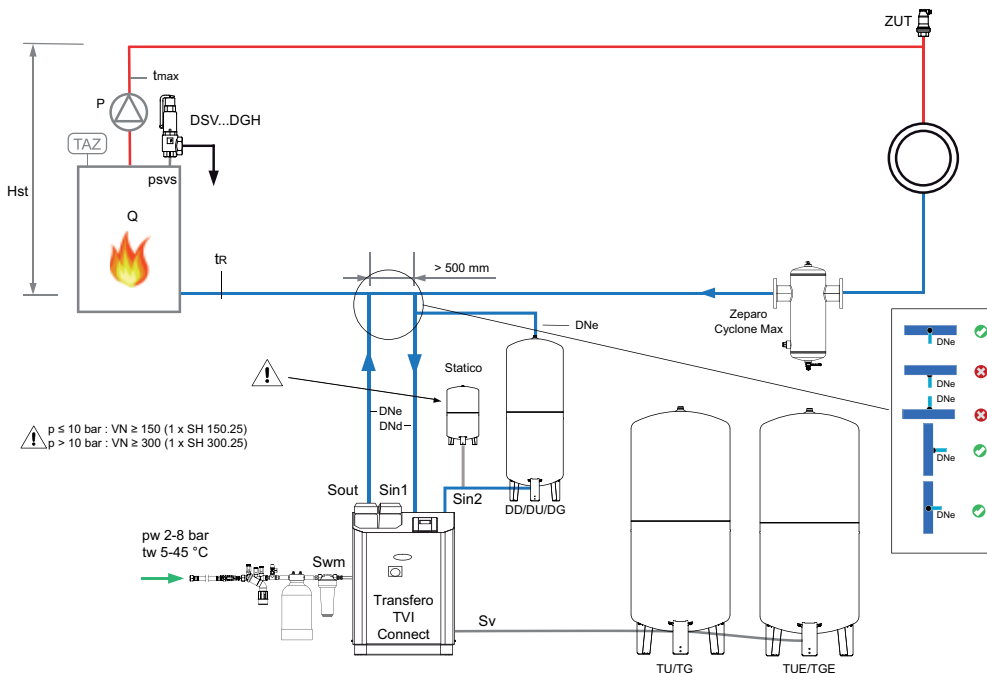 ZUT
tmax
P
DSV...DGH
TAZ
psvs
Hst
Q
tR
> 500 mm
Zeparo
Cyclone Max
DNe
Statico
DNe
DNd
p ≤ 10 bar : VN ≥ 150 (1 x SH 150.25)
p > 10 bar : VN ≥ 300 (1 x SH 300.25)
Sout
Sin1
Sin2
DD/DU/DG
pw 2-8 bar
tw 5-45 °C
Swm
Transfero
TVI
Connect
Sv
TU/TG
TUE/TGE
DNe
DNe
DNe
DNe
DNe